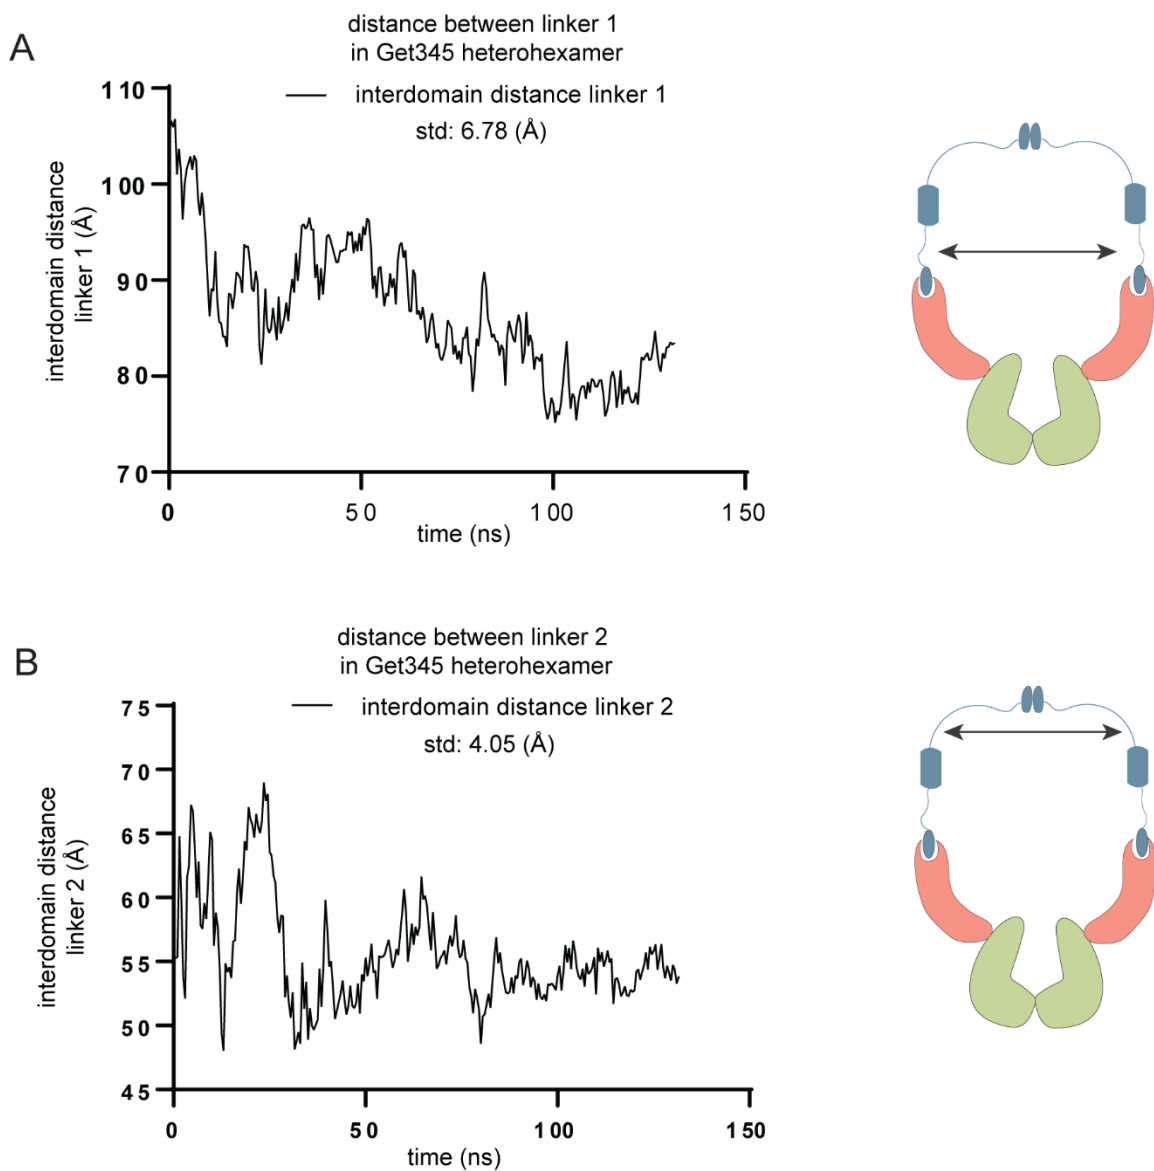 A
distance between linker 1
in Get345 heterohexamer
interdomain distance linker 1
std: 6.78 (Å)
interdomain distance
linker 1 (Å)
110
100
90
80
70
0
50
100
150
time (ns)
B
distance between linker 2
in Get345 heterohexamer
interdomain distance linker 2
std: 4.05 (Å)
interdomain distance
linker 2 (Å)
75
70
65
60
55
50
45
0
50
100
150
time (ns)